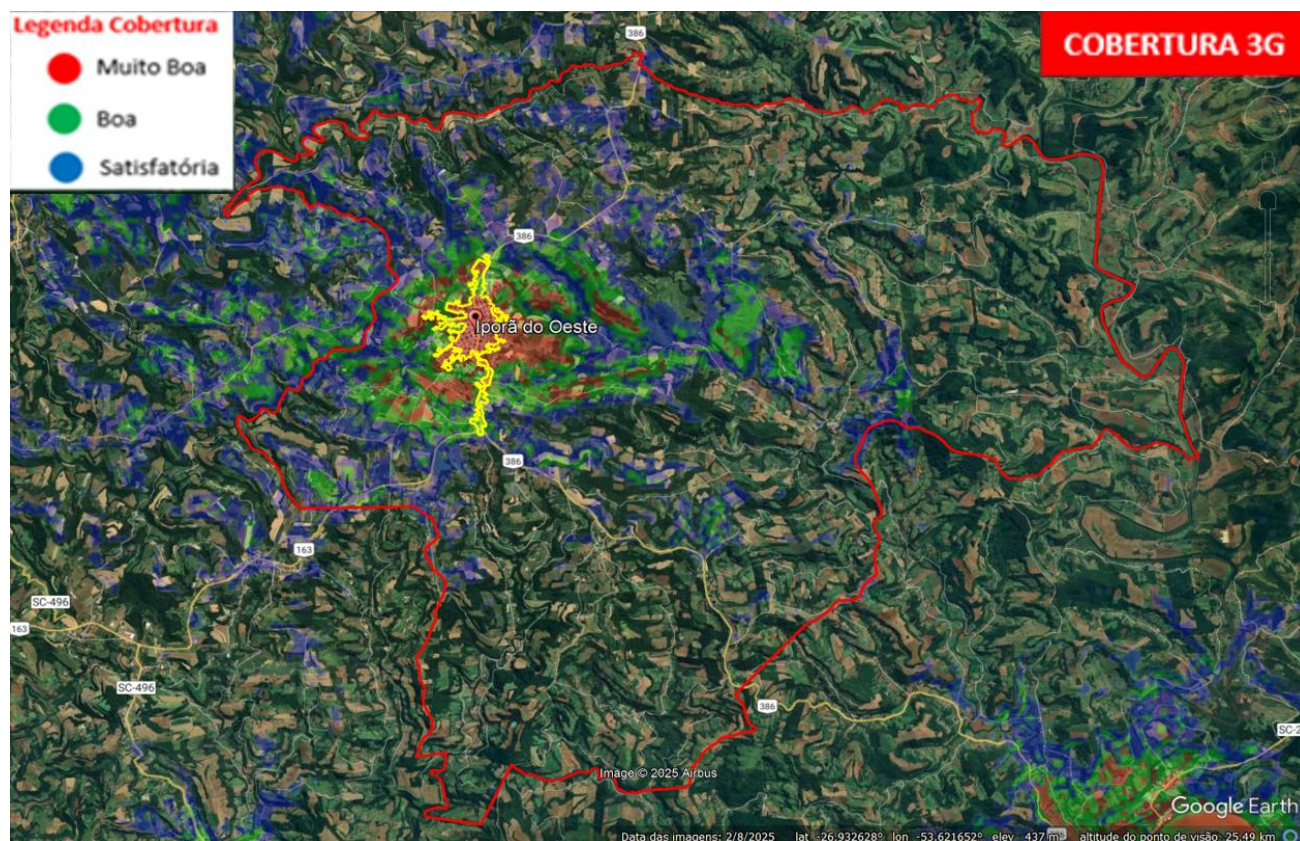 Legenda Cobertura
Muito Boa
Boa
Satisfatória
COBERTURA 3G
386
386
Iporã do Oeste
386
163
SC-496
163
SC-496
386
Image © 2025 Airbus
Google Earth
Data das imagens: 2/8/2025 lat -26.932628° lon -53.621652° elev 437 m altitude do ponto de visão: 25.49 km